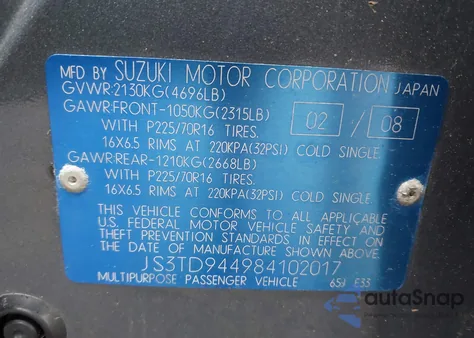 MFD BY SUZUKI MOTOR CORPORATION JAPAN
GVWR:2130KG(4696LB)
GAWR:FRONT-1050KG(2315LB) 02 / 08
WITH P225/70R16 TIRES.
16X6.5 RIMS AT 220KPA(32PSI) COLD SINGLE
GAWR:REAR-1210KG(2668LB)
WITH P225/70R16 TIRES.
16X6.5 RIMS AT 220KPA(32PSI) COLD SINGLE
THIS VEHICLE CONFORMS TO ALL APPLICABLE
U.S. FEDERAL MOTOR VEHICLE SAFETY AND
THEFT PREVENTION STANDARDS IN EFFECT ON
THE DATE OF MANUFACTURE SHOWN ABOVE.
JS3TD944984102017
MULTIPURPOSE PASSENGER VEHICLE 65J E33
autoSnap